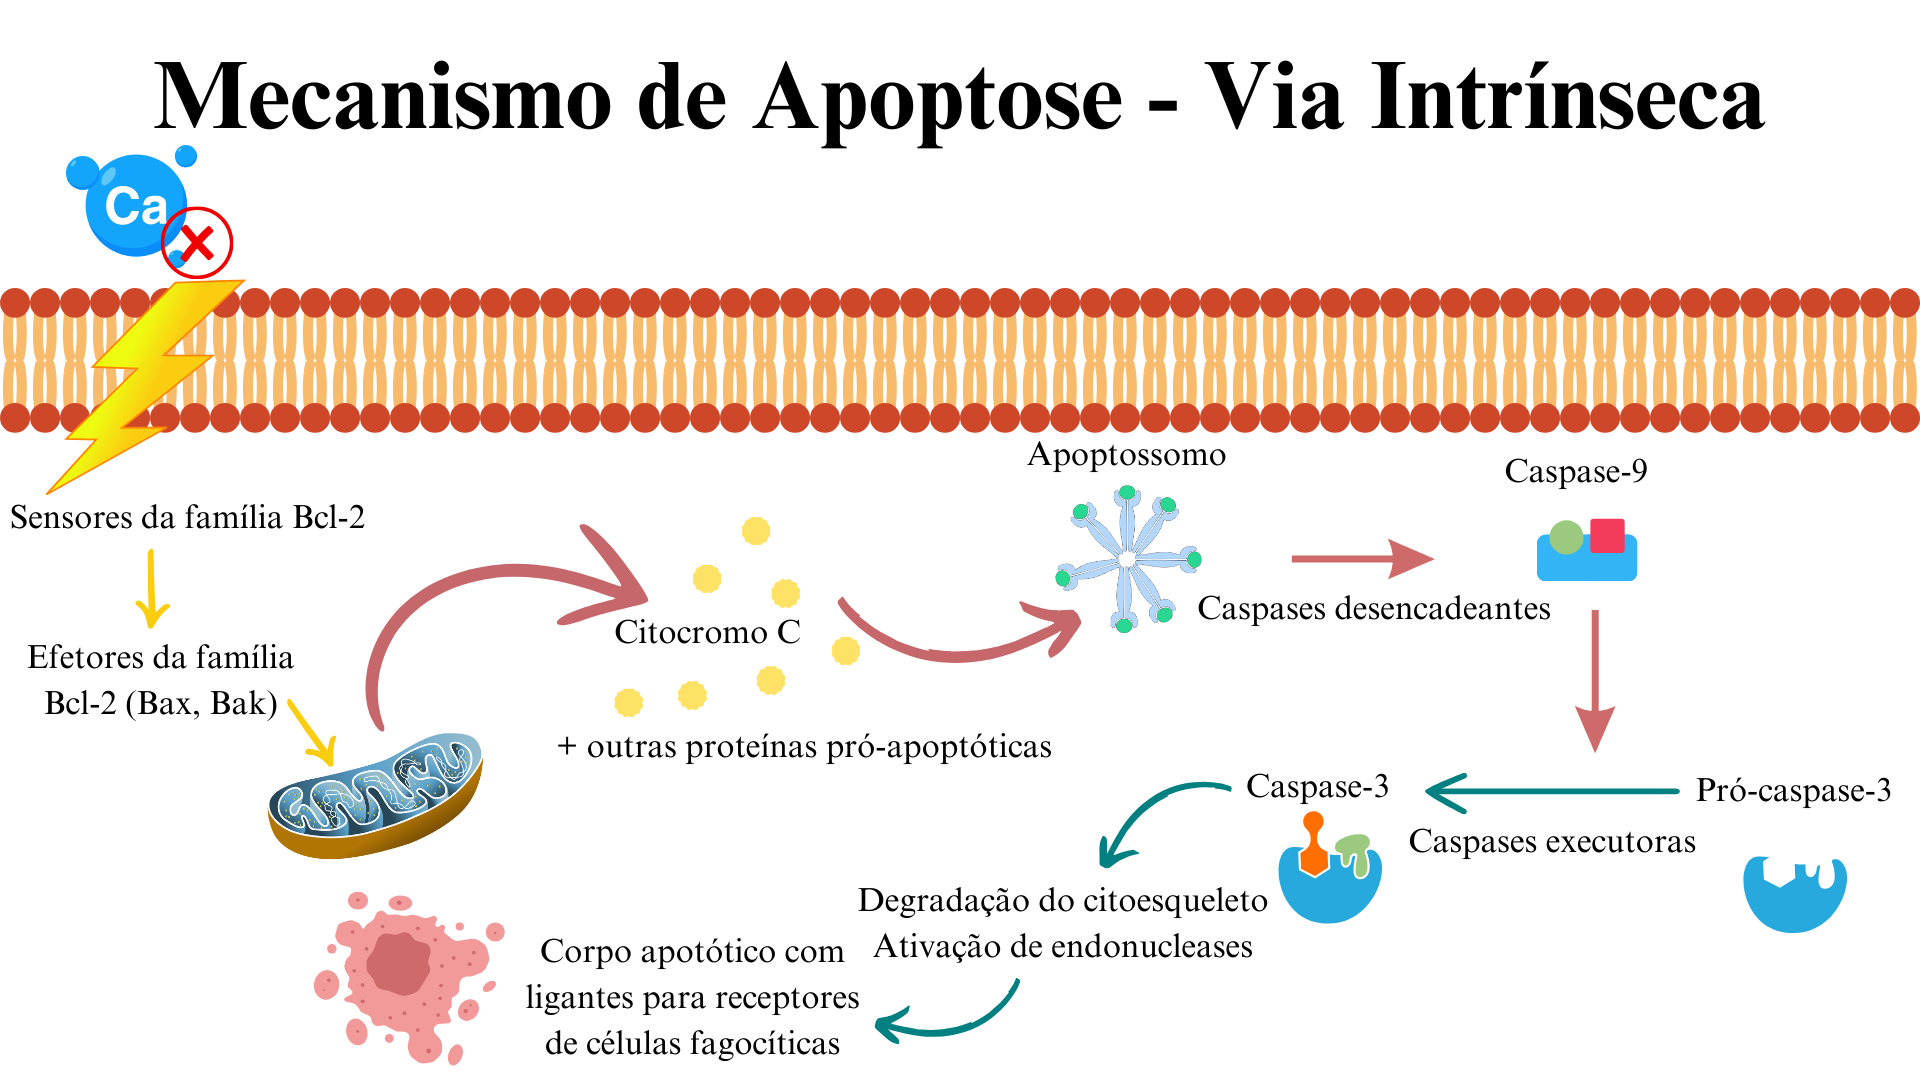 Mecanismo de Apoptose - Via Intrínseca
Ca
Sensores da família Bcl-2
Efetores da família
Bcl-2 (Bax, Bak)
Citocromo C
+ outras proteínas pró-apoptóticas
Apoptossomo
Caspases desencadeantes
Caspase-9
Pró-caspase-3
Caspases executoras
Caspase-3
Degradação do citoesqueleto
Ativação de endonucleases
Corpo apotótico com
ligantes para receptores
de células fagocíticas